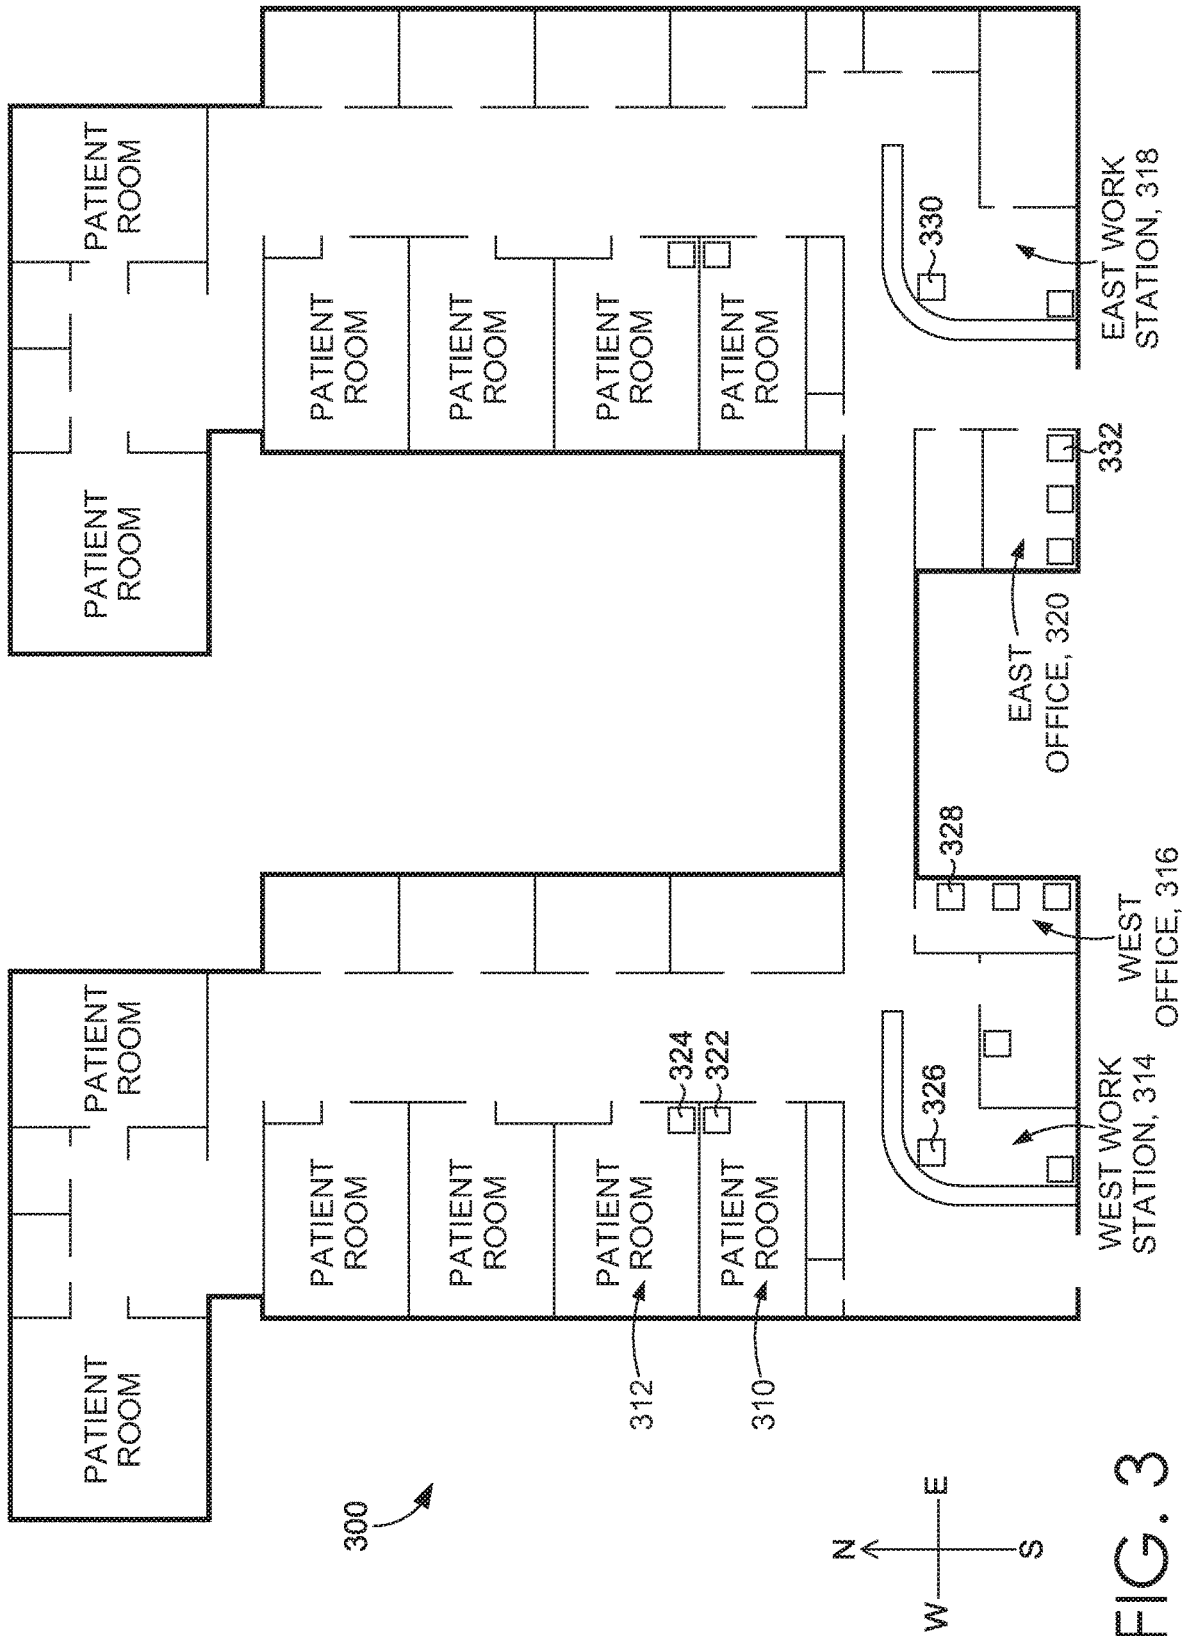 PATIENT
ROOM
PATIENT
ROOM
PATIENT
ROOM
PATIENT
ROOM
300
PATIENT
ROOM
PATIENT
ROOM
PATIENT
ROOM
PATIENT
ROOM
312
PATIENT
ROOM
324
PATIENT
ROOM
310
PATIENT
ROOM
322
PATIENT
ROOM
N
W
E
S
326
328
330
WEST WORK
STATION, 314
WEST
OFFICE, 316
EAST
OFFICE, 320
332
EAST WORK
STATION, 318
FIG. 3